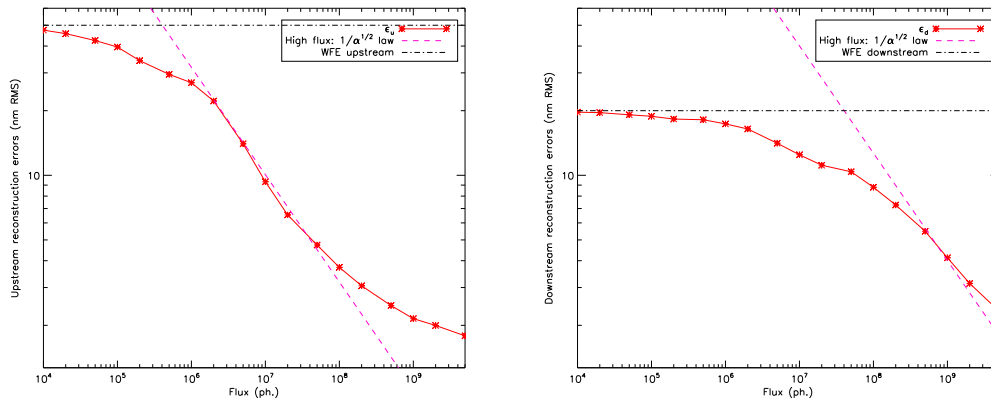 ϵu
High flux: 1/α^1/2 law
WFE upstream
Upstream reconstruction errors (nm RMS)
10
10^4 10^5 10^6 10^7 10^8 10^9
Flux (ph.)
ϵd
High flux: 1/α^1/2 law
WFE downstream
Downstream reconstruction errors (nm RMS)
10
10^4 10^5 10^6 10^7 10^8 10^9
Flux (ph.)